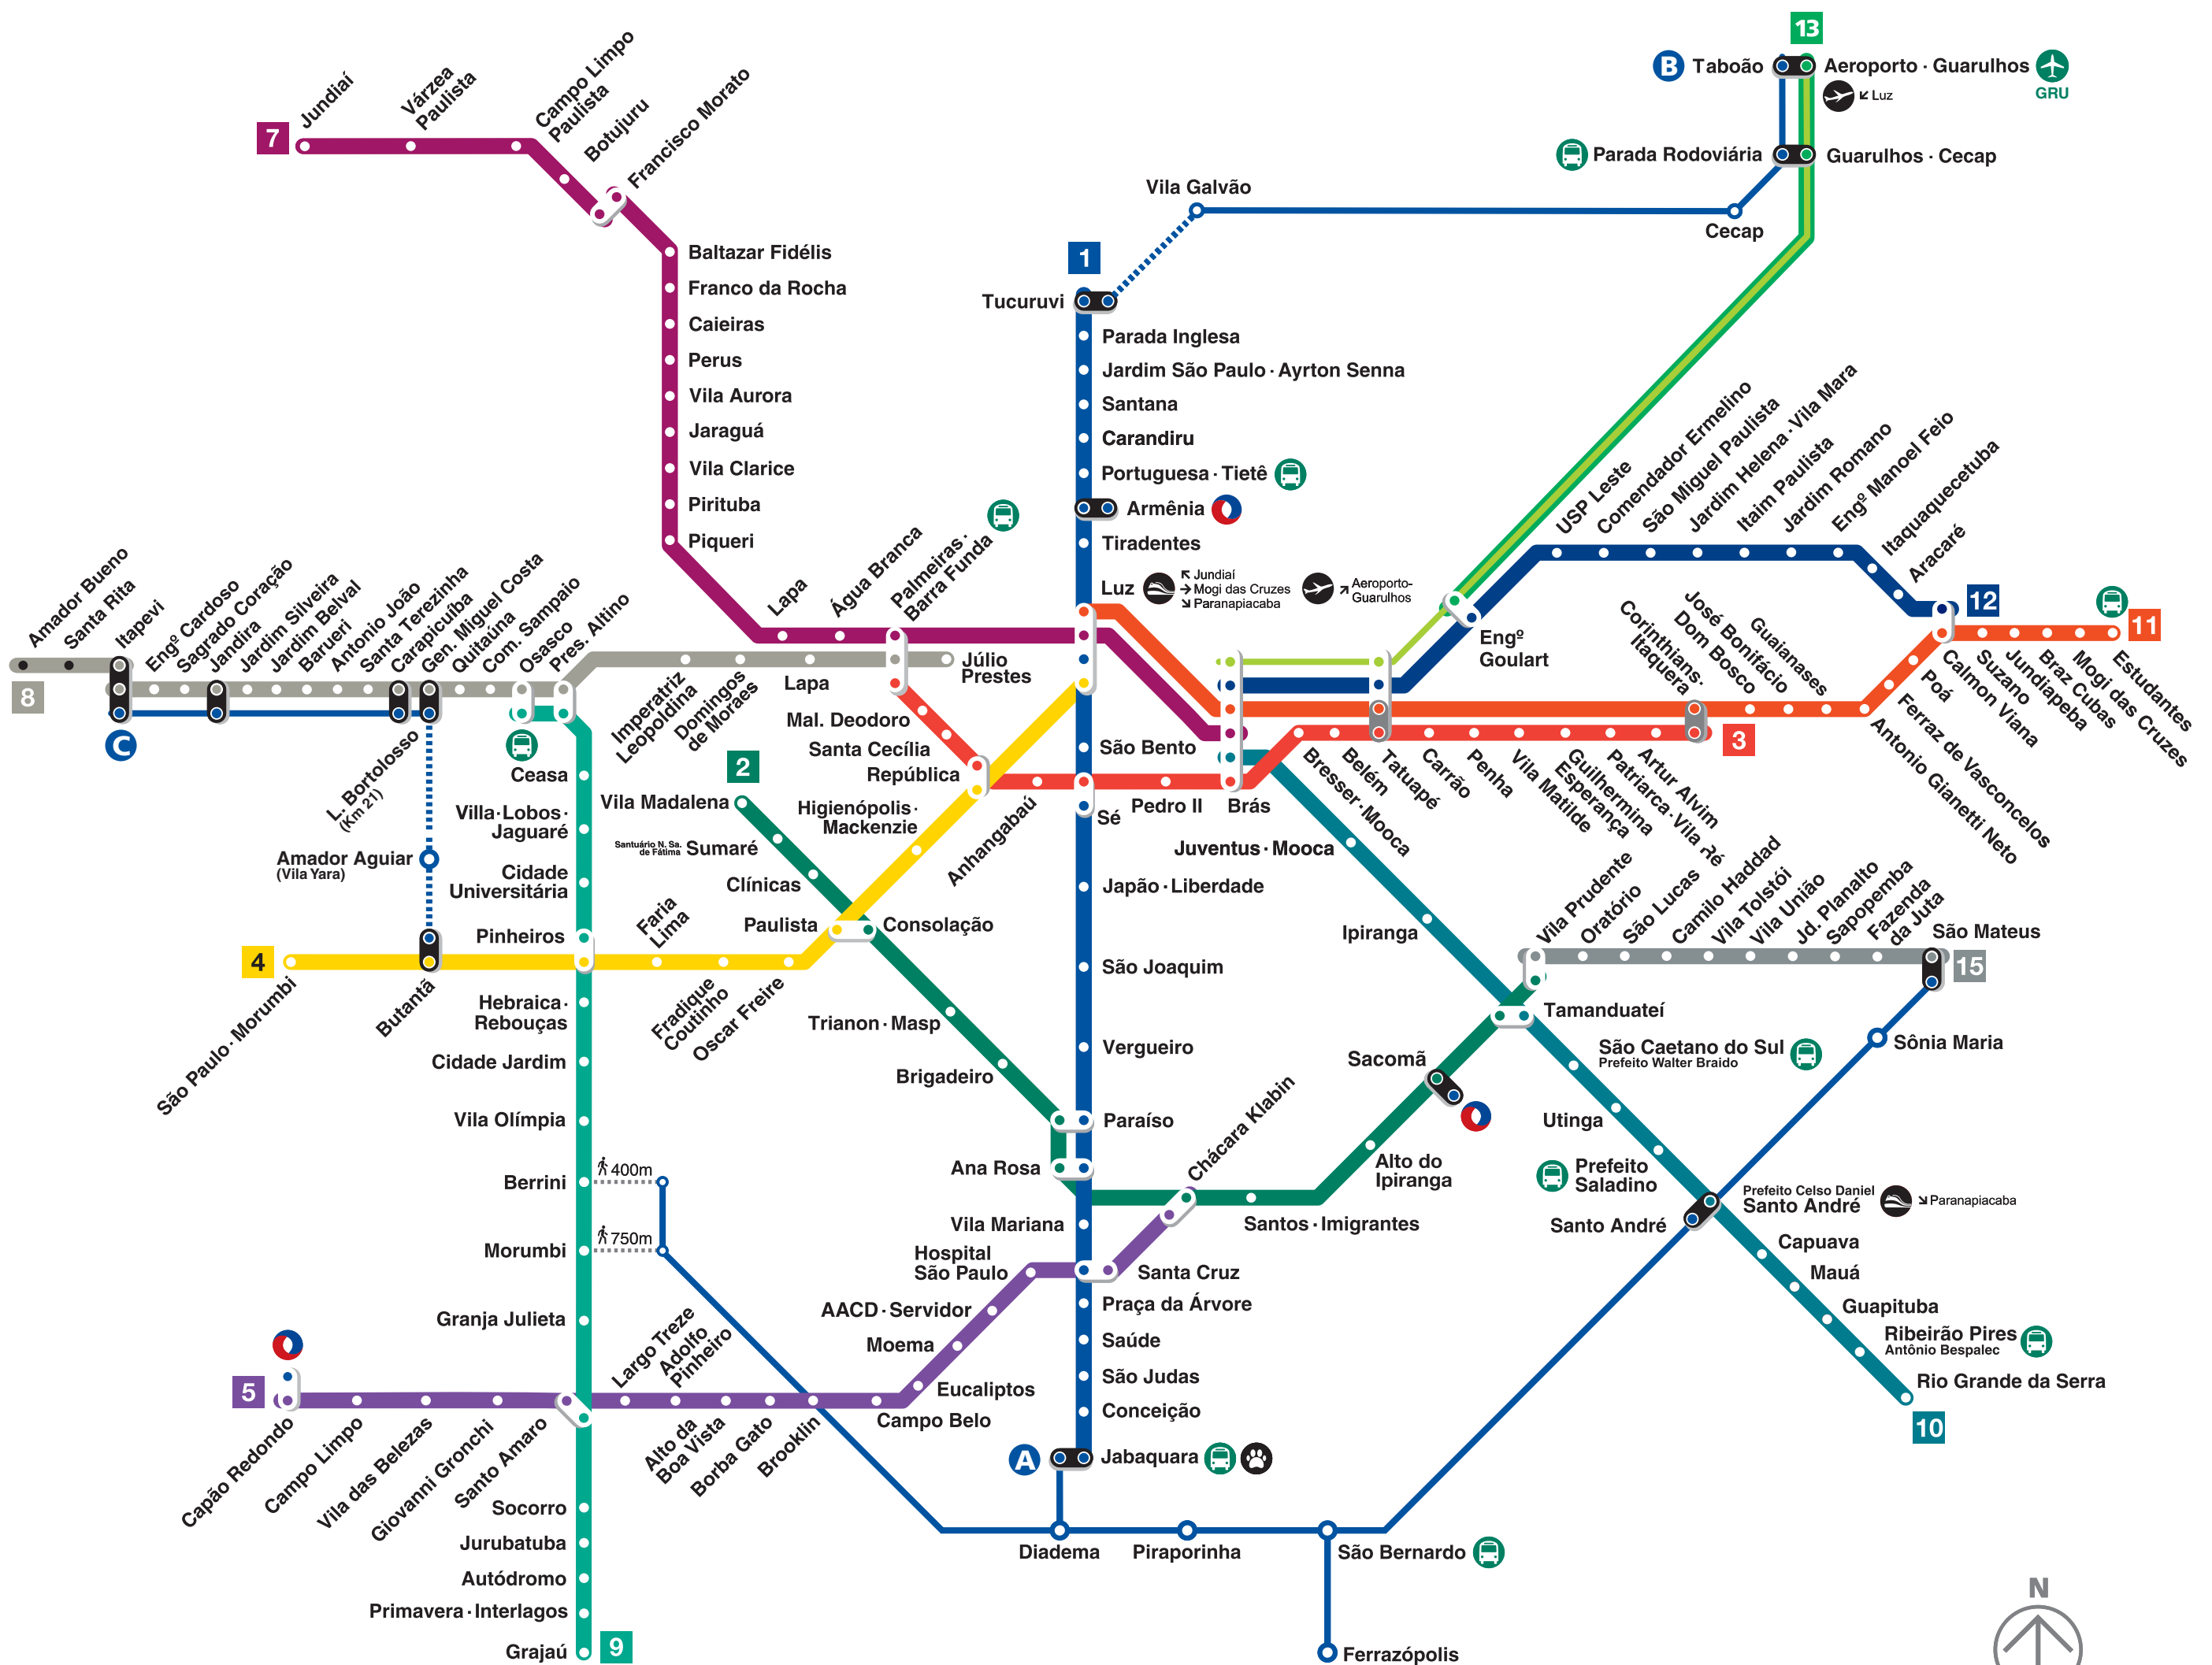 13
B Taboão
Aeroporto · Guarulhos
GRU
Luz
Parada Rodoviária
Guarulhos · Cecap
Vila Galvão
Cecap
7
Jundiaí
Várzea
Paulista
Campo Limpo
Paulista
Botujuru
Francisco Morato
Baltazar Fidélis
Franco da Rocha
Caieiras
Perus
Vila Aurora
Jaraguá
Vila Clarice
Pirituba
Piqueri
Lapa
Água Branca
Palmeiras ·
Barra Funda
1
Tucuruvi
Parada Inglesa
Jardim São Paulo · Ayrton Senna
Santana
Carandiru
Portuguesa · Tietê
Armênia
Tiradentes
Luz
Jundiaí
Mogi das Cruzes
Paranapiacaba
Aeroporto-
Guarulhos
São Bento
Sé
Japão · Liberdade
São Joaquim
Vergueiro
Paraíso
Ana Rosa
Vila Mariana
Santa Cruz
Praça da Árvore
Saúde
São Judas
Conceição
A
Jabaquara
USP Leste
Comendador Ermelino
São Miguel Paulista
Jardim Helena · Vila Mara
Itaim Paulista
Jardim Romano
Engº Manoel Feio
Itaquaquecetuba
Aracaré
12
11
Engº
Goulart
Calmon Viana
Suzano
Jundiapeba
Braz Cubas
Mogi das Cruzes
Estudantes
Poá
Ferraz de Vasconcelos
Antonio Gianetti Neto
Guaianases
José Bonifácio
Dom Bosco
Corinthians·
Itaquera
3
Amador Bueno
Santa Rita
Itapevi
Engº Cardoso
Sagrado Coração
Jandira
Jardim Silveira
Jardim Belval
Barueri
Antonio João
Santa Terezinha
Carapicuíba
Gen. Miguel Costa
Quitaúna
Com. Sampaio
Osasco
Pres. Altino
8
C
Imperatriz
Leopoldina
Domingos
de Moraes
Lapa
Júlio
Prestes
Mal. Deodoro
Santa Cecília
República
Anhangabaú
Pedro II
Brás
Bresser · Mooca
Belém
Tatuapé
Carrão
Penha
Vila Matilde
Guilhermina
Esperança
Patriarca · Vila Ré
Artur Alvim
L. Bortolosso
(Km 21)
Amador Aguiar
(Vila Yara)
2
Vila Madalena
Santuário N. Sa.
de Fátima
Sumaré
Clínicas
Consolação
Trianon · Masp
Brigadeiro
Chácara Klabin
Santos · Imigrantes
Alto do
Ipiranga
Sacomã
Tamanduateí
4
São Paulo · Morumbi
Butantã
Pinheiros
Faria
Lima
Fradique
Coutinho
Oscar Freire
Paulista
Higienópolis ·
Mackenzie
Ceasa
Villa-Lobos ·
Jaguaré
Cidade
Universitária
Hebraica ·
Rebouças
Cidade Jardim
Vila Olímpia
Berrini
400m
Morumbi
750m
Granja Julieta
Socorro
Jurubatuba
Autódromo
Primavera · Interlagos
Grajaú
9
5
Capão Redondo
Campo Limpo
Vila das Belezas
Giovanni Gronchi
Santo Amaro
Largo Treze
Adolfo
Pinheiro
Alto da
Boa Vista
Borba Gato
Brooklin
Campo Belo
Eucaliptos
Moema
AACD · Servidor
Hospital
São Paulo
Juventus · Mooca
Ipiranga
Vila Prudente
Oratório
São Lucas
Camilo Haddad
Vila Tolstói
Vila União
Jd. Planalto
Sapopemba
Fazenda
da Juta
São Mateus
15
Sônia Maria
São Caetano do Sul
Prefeito Walter Braido
Utinga
Prefeito
Saladino
Prefeito Celso Daniel
Santo André
Paranapiacaba
Santo André
Capuava
Mauá
Guapituba
Ribeirão Pires
Antônio Bespalec
Rio Grande da Serra
10
Diadema
Piraporinha
São Bernardo
Ferrazópolis
N